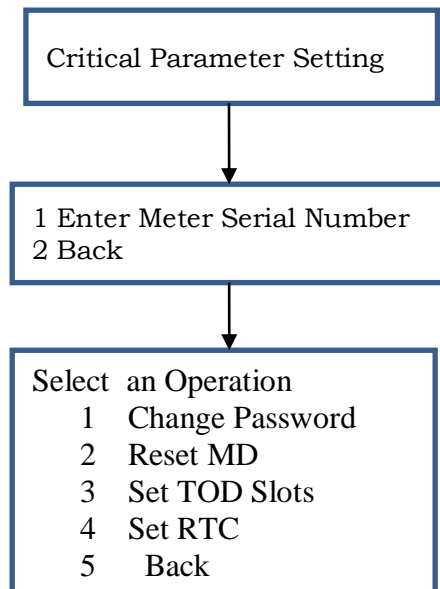 Critical Parameter Setting
1 Enter Meter Serial Number
2 Back
Select an Operation
1 Change Password
2 Reset MD
3 Set TOD Slots
4 Set RTC
5 Back